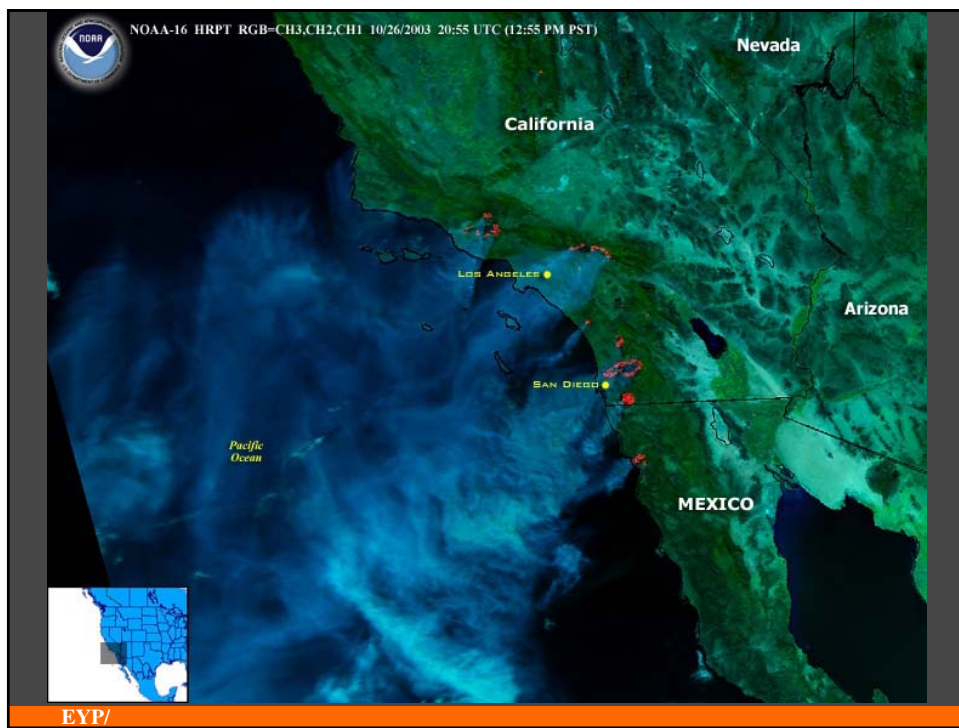 NOAA
NOAA-16 HRPT RGB=CH3,CH2,CH1 10/26/2003 20:55 UTC (12:55 PM PST)
Nevada
California
Los Angeles
Arizona
San Diego
Pacific
Ocean
MEXICO
EYP/